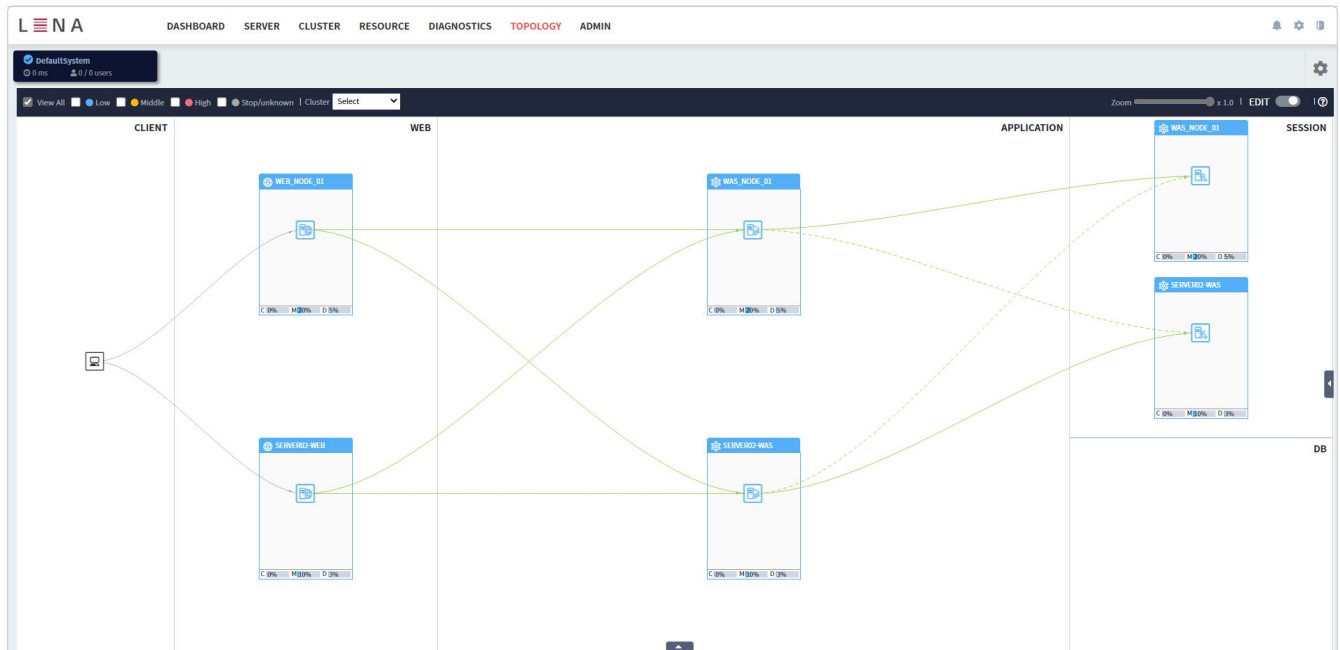 LENA
DASHBOARD SERVER CLUSTER RESOURCE DIAGNOSTICS TOPOLOGY ADMIN
DefaultSystem
0 ms 0 / 0 users
View All Low Middle High Stop/unknown | Cluster Select Zoom x 1.0 | EDIT |
CLIENT WEB APPLICATION SESSION
WAS_NODE_01
C 0% M 20% D 5%
WEB_NODE_01 WAS_NODE_01
C 0% M 20% D 5% C 0% M 20% D 5%
SERVER02-WAS
C 0% M 10% D 3%
SERVER02-WEB SERVER02-WAS DB
C 0% M 10% D 3% C 0% M 10% D 3%